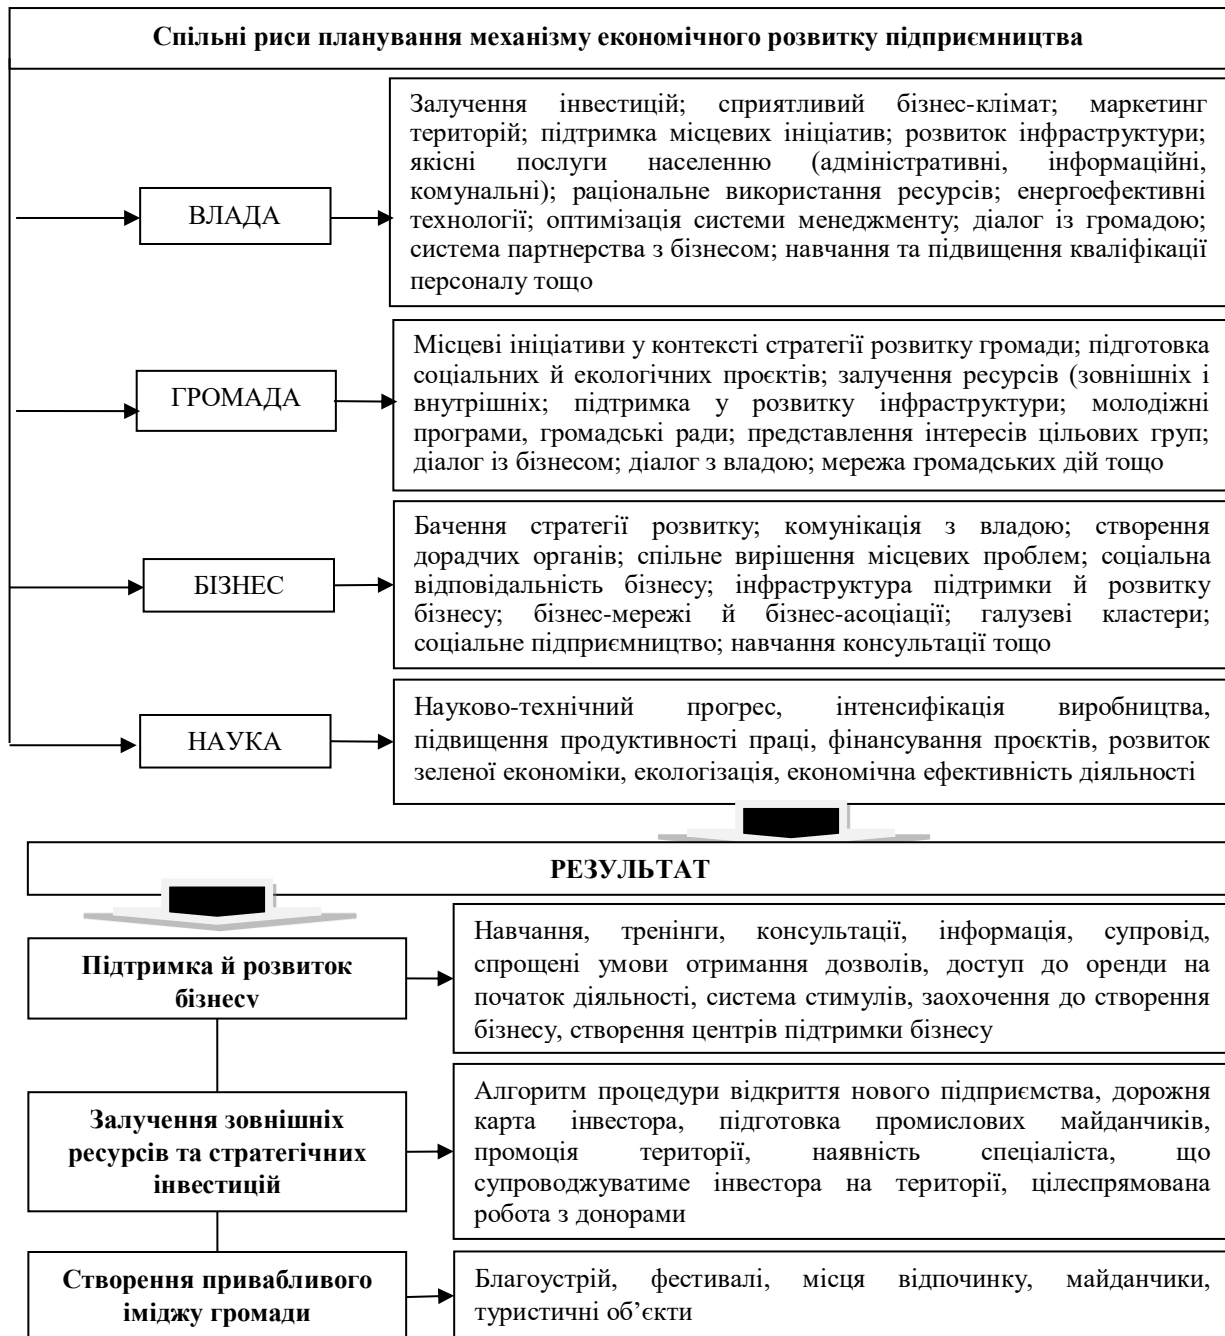 Спільні риси планування механізму економічного розвитку підприємництва
ВЛАДА
Залучення інвестицій; сприятливий бізнес-клімат; маркетинг
територій; підтримка місцевих ініціатив; розвиток інфраструктури;
якісні послуги населенню (адміністративні, інформаційні,
комунальні); раціональне використання ресурсів; енергоефективні
технології; оптимізація системи менеджменту; діалог із громадою;
система партнерства з бізнесом; навчання та підвищення кваліфікації
персоналу тощо
ГРОМАДА
Місцеві ініціативи у контексті стратегії розвитку громади; підготовка
соціальних й екологічних проєктів; залучення ресурсів (зовнішніх і
внутрішніх; підтримка у розвитку інфраструктури; молодіжні
програми, громадські ради; представлення інтересів цільових груп;
діалог із бізнесом; діалог з владою; мережа громадських дій тощо
БІЗНЕС
Бачення стратегії розвитку; комунікація з владою; створення
дорадчих органів; спільне вирішення місцевих проблем; соціальна
відповідальність бізнесу; інфраструктура підтримки й розвитку
бізнесу; бізнес-мережі й бізнес-асоціації; галузеві кластери;
соціальне підприємництво; навчання консультації тощо
НАУКА
Науково-технічний прогрес, інтенсифікація виробництва,
підвищення продуктивності праці, фінансування проєктів, розвиток
зеленої економіки, екологізація, економічна ефективність діяльності
РЕЗУЛЬТАТ
Підтримка й розвиток
бізнесу
Навчання, тренінги, консультації, інформація, супровід,
спрощені умови отримання дозволів, доступ до оренди на
початок діяльності, система стимулів, заохочення до створення
бізнесу, створення центрів підтримки бізнесу
Залучення зовнішніх
ресурсів та стратегічних
інвестицій
Алгоритм процедури відкриття нового підприємства, дорожня
карта інвестора, підготовка промислових майданчиків,
промоція території, наявність спеціаліста, що
супроводжуватиме інвестора на території, цілеспрямована
робота з донорами
Створення привабливого
іміджу громади
Благоустрій, фестивалі, місця відпочинку, майданчики,
туристичні об’єкти